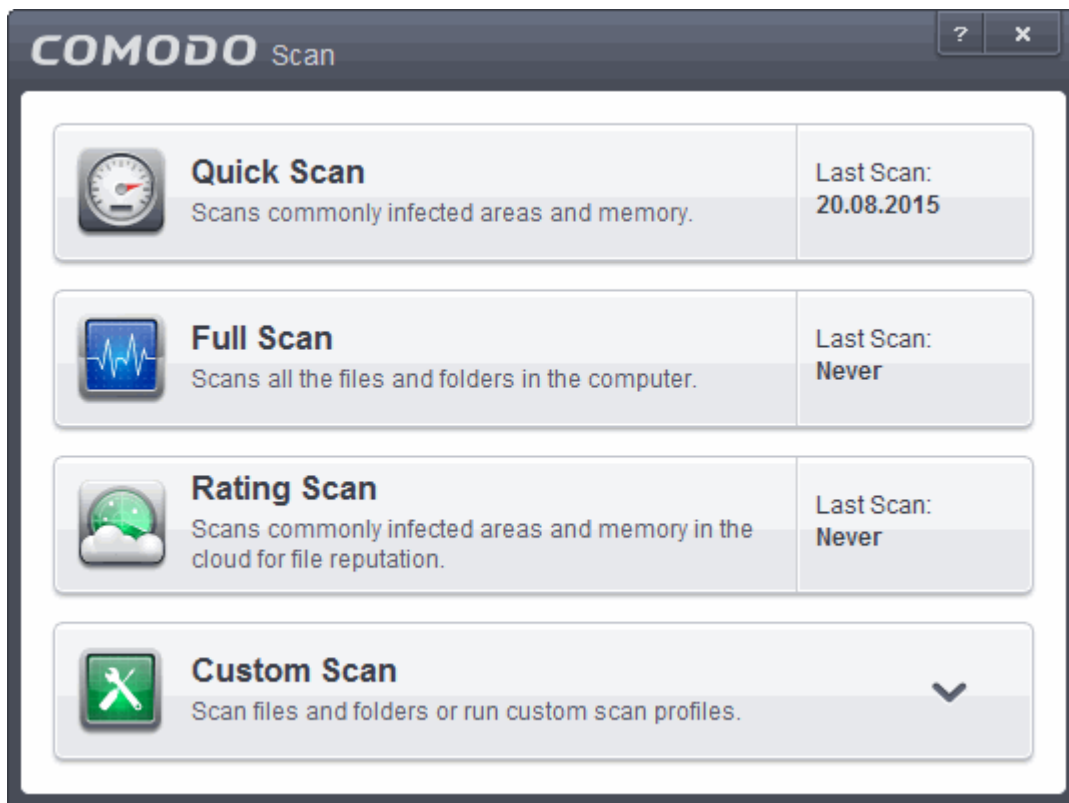 COMODO Scan
? x
Quick Scan
Scans commonly infected areas and memory.
Last Scan:
20.08.2015
Full Scan
Scans all the files and folders in the computer.
Last Scan:
Never
Rating Scan
Scans commonly infected areas and memory in the
cloud for file reputation.
Last Scan:
Never
Custom Scan
Scan files and folders or run custom scan profiles.